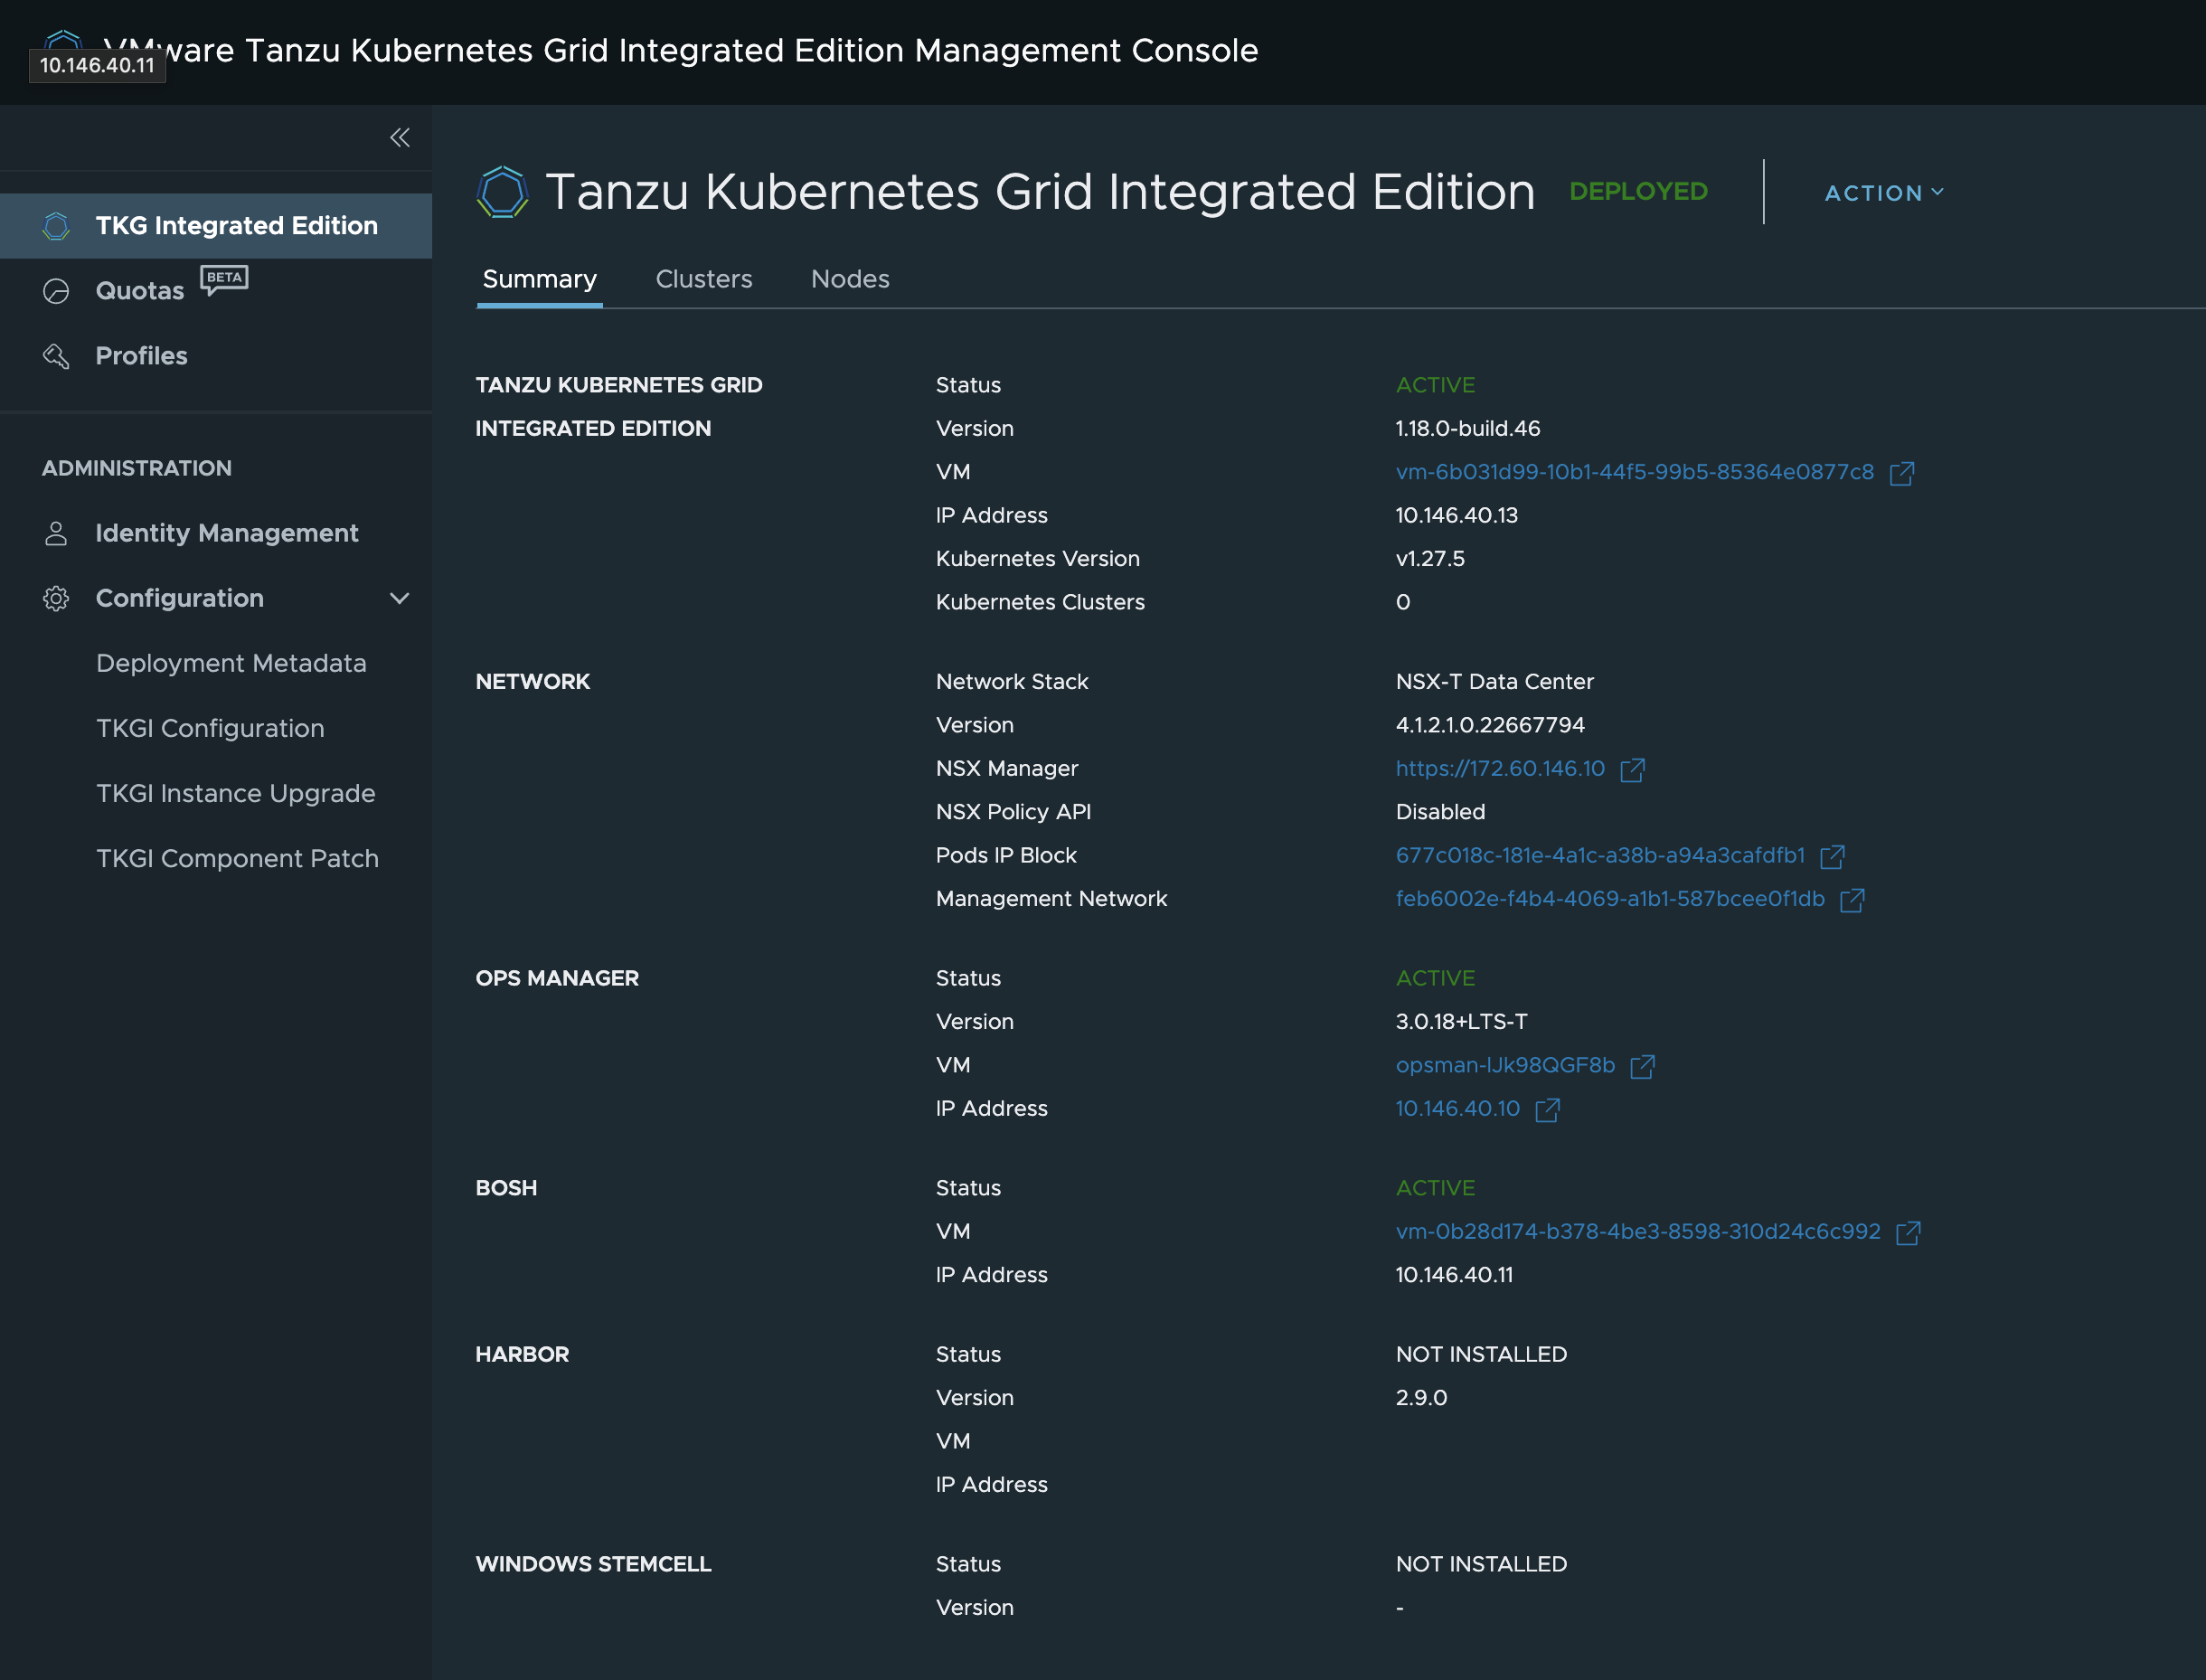 VMware Tanzu Kubernetes Grid Integrated Edition Management Console
10.146.40.11
TKG Integrated Edition
Quotas BETA
Profiles
ADMINISTRATION
Identity Management
Configuration
Deployment Metadata
TKGI Configuration
TKGI Instance Upgrade
TKGI Component Patch
Tanzu Kubernetes Grid Integrated Edition DEPLOYED ACTION
Summary Clusters Nodes
TANZU KUBERNETES GRID Status ACTIVE
INTEGRATED EDITION Version 1.18.0-build.46
VM vm-6b031d99-10b1-44f5-99b5-85364e0877c8
IP Address 10.146.40.13
Kubernetes Version v1.27.5
Kubernetes Clusters 0
NETWORK Network Stack NSX-T Data Center
Version 4.1.2.1.0.22667794
NSX Manager https://172.60.146.10
NSX Policy API Disabled
Pods IP Block 677c018c-181e-4a1c-a38b-a94a3cafdfb1
Management Network feb6002e-f4b4-4069-a1b1-587bcee0f1db
OPS MANAGER Status ACTIVE
Version 3.0.18+LTS-T
VM opsman-IJk98QGF8b
IP Address 10.146.40.10
BOSH Status ACTIVE
VM vm-0b28d174-b378-4be3-8598-310d24c6c992
IP Address 10.146.40.11
HARBOR Status NOT INSTALLED
Version 2.9.0
VM
IP Address
WINDOWS STEMCELL Status NOT INSTALLED
Version -